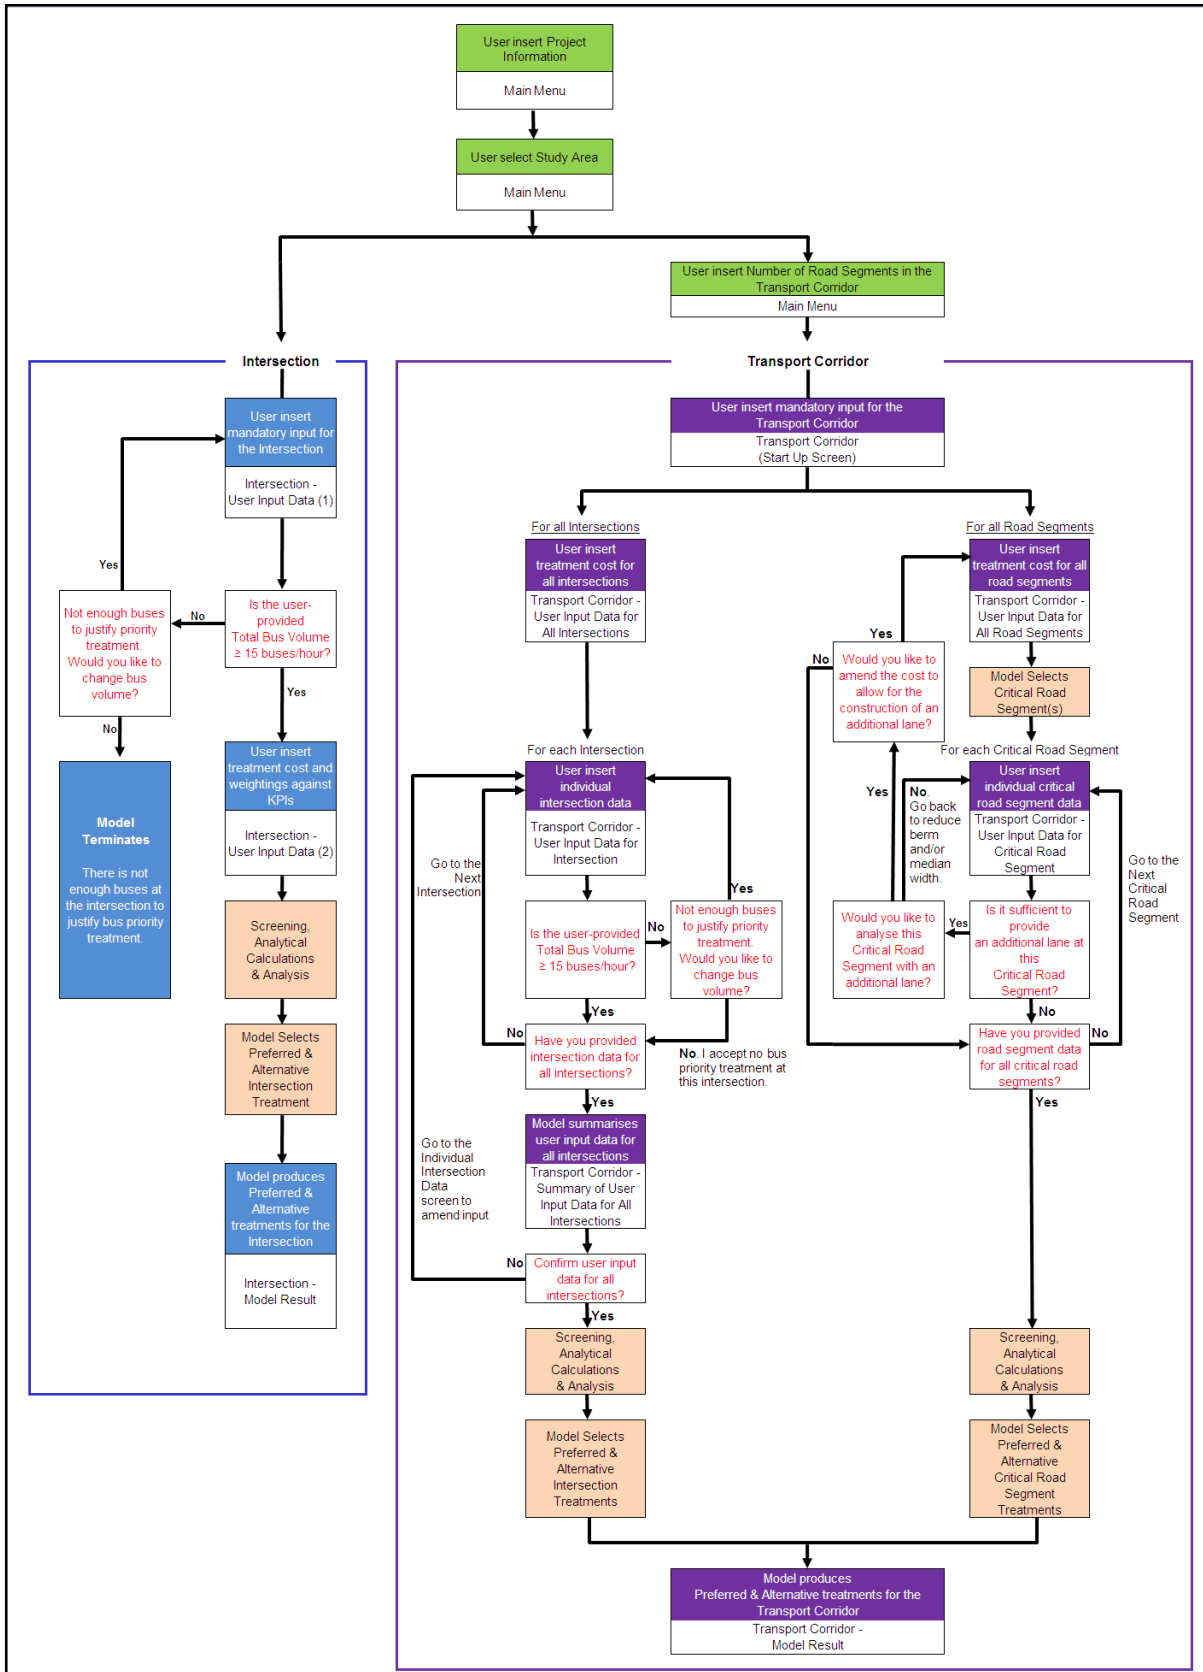 User insert Project
Information
Main Menu
User select Study Area
Main Menu
User insert Number of Road Segments in the
Transport Corridor
Main Menu
Intersection
User insert
mandatory input for
the Intersection
Intersection -
User Input Data (1)
Yes
Not enough buses
to justify priority
treatment.
Would you like to
change bus
volume?
No
Is the user-
provided
Total Bus Volume
≥ 15 buses/hour?
Yes
No
Model
Terminates
There is not
enough buses at
the intersection to
justify bus priority
treatment.
User insert
treatment cost and
weightings against
KPIs
Intersection -
User Input Data (2)
Screening,
Analytical
Calculations
& Analysis
Model Selects
Preferred &
Alternative
Intersection
Treatment
Model produces
Preferred &
Alternative
treatments for the
Intersection
Intersection -
Model Result
Transport Corridor
User insert mandatory input for the
Transport Corridor
Transport Corridor
(Start Up Screen)
For all Intersections
User insert
treatment cost for
all intersections
Transport Corridor -
User Input Data for
All Intersections
For each Intersection
User insert
individual
intersection data
Transport Corridor -
User Input Data for
Intersection
Go to the
Next
Intersection
Is the user-provided
Total Bus Volume
≥ 15 buses/hour?
No
Yes
Not enough buses
to justify priority
treatment.
Would you like to
change bus
volume?
Yes
No
Have you provided
intersection data for
all intersections?
No. I accept no bus
priority treatment at
this intersection.
Yes
Model summarises
user input data for
all intersections
Transport Corridor -
Summary of User
Input Data for All
Intersections
Go to the
Individual
Intersection
Data
screen to
amend input
No
Confirm user input
data for all
intersections?
Yes
Screening,
Analytical
Calculations
& Analysis
Model Selects
Preferred &
Alternative
Intersection
Treatments
For all Road Segments
User insert
treatment cost for all
road segments
Transport Corridor -
User Input Data for
All Road Segments
Yes
No
Would you like to
amend the cost to
allow for the
construction of an
additional lane?
Model Selects
Critical Road
Segment(s)
For each Critical Road Segment
User insert
individual critical
road segment data
Transport Corridor -
User Input Data for
Critical Road
Segment
Yes
No.
Go back
to reduce
berm
and/or
median
width.
Go to the
Next
Critical
Road
Segment
Would you like to
analyse this
Critical Road
Segment with an
additional lane?
Yes
Is it sufficient to
provide
an additional lane at
this
Critical Road
Segment?
No
Have you provided
road segment data
for all critical road
segments?
No
Yes
Screening,
Analytical
Calculations
& Analysis
Model Selects
Preferred &
Alternative
Critical Road
Segment
Treatments
Model produces
Preferred & Alternative treatments for the
Transport Corridor
Transport Corridor -
Model Result